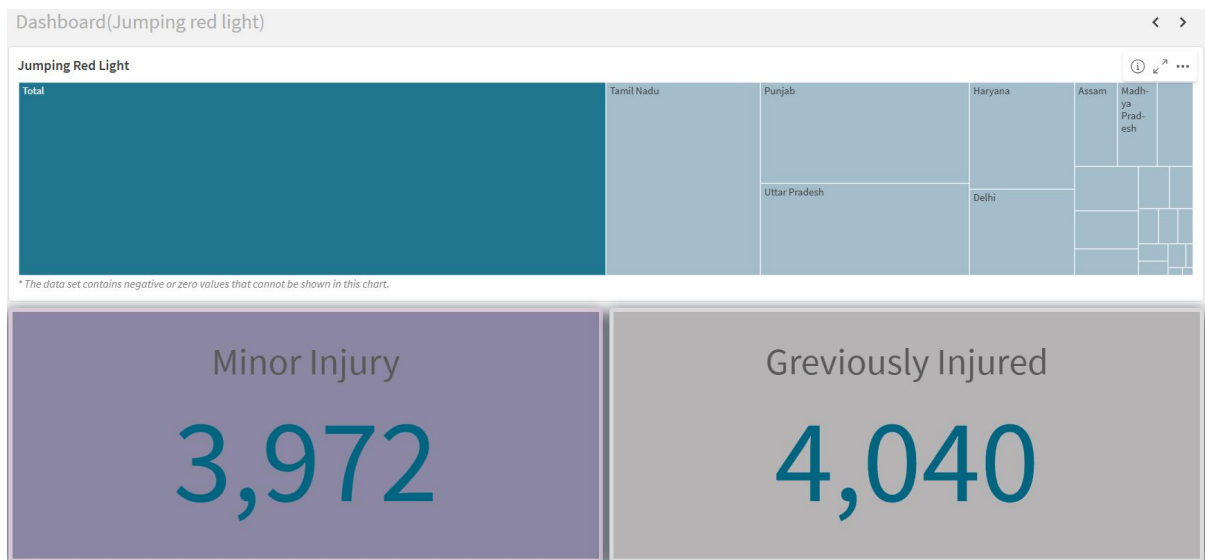 Dashboard(Jumping red light)
Jumping Red Light
Total
Tamil Nadu
Punjab
Haryana
Assam
Madh-
ya
Prad-
esh
Uttar Pradesh
Delhi
* The data set contains negative or zero values that cannot be shown in this chart.
Minor Injury
3,972
Greviously Injured
4,040